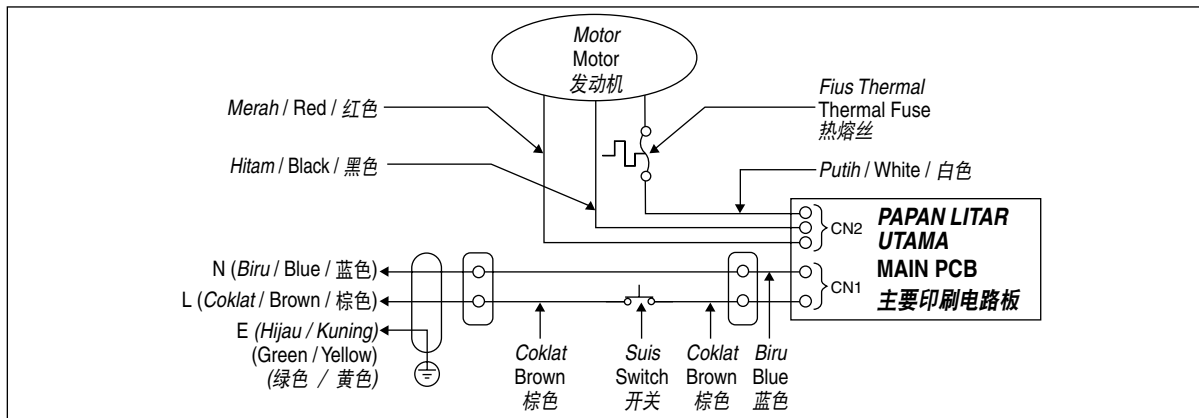 Motor
Motor
发动机
Merah / Red / 红色
Fius Thermal
Thermal Fuse
热熔丝
Hitam / Black / 黑色
Putih / White / 白色
CN2
PAPAN LITAR
UTAMA
MAIN PCB
主要印刷电路板
CN1
N (Biru / Blue / 蓝色)
L (Coklat / Brown / 棕色)
E (Hijau / Kuning)
(Green / Yellow)
(绿色 / 黄色)
Coklat
Brown
棕色
Suis
Switch
开关
Coklat
Brown
棕色
Biru
Blue
蓝色